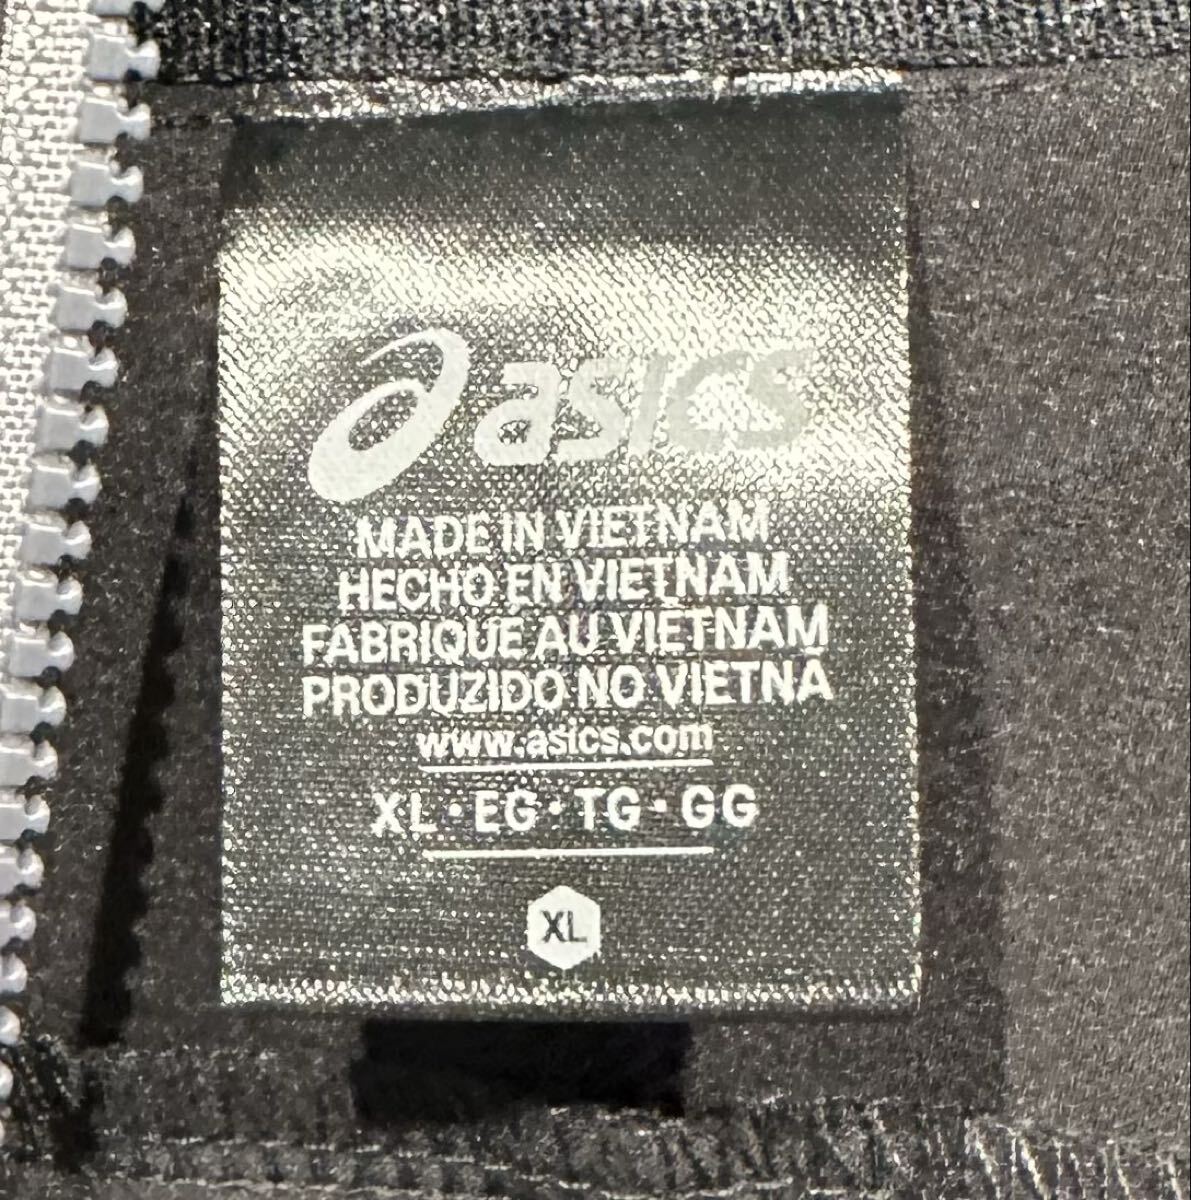 asics
MADE IN VIETNAM
HECHO EN VIETNAM
FABRIQUE AU VIETNAM
PRODUZIDO NO VIETNÃ
www.asics.com
XL · EG · TG · GG
XL